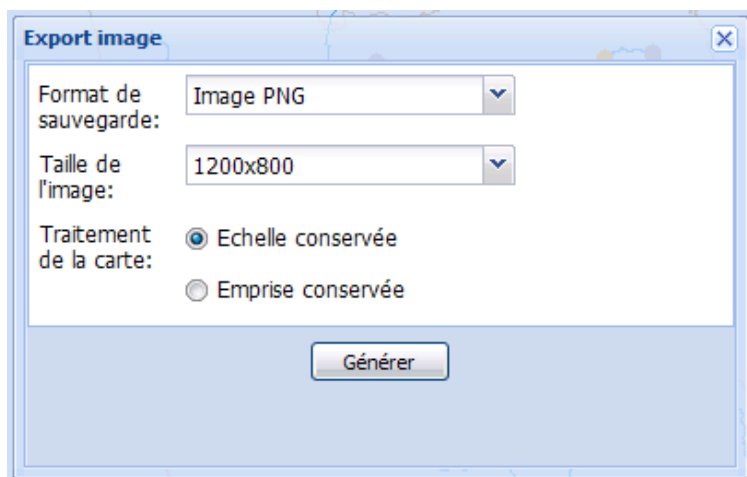 Export image
Format de
sauvegarde:
Image PNG
Taille de
l'image:
1200x800
Traitement
de la carte:
Echelle conservée
Emprise conservée
Générer